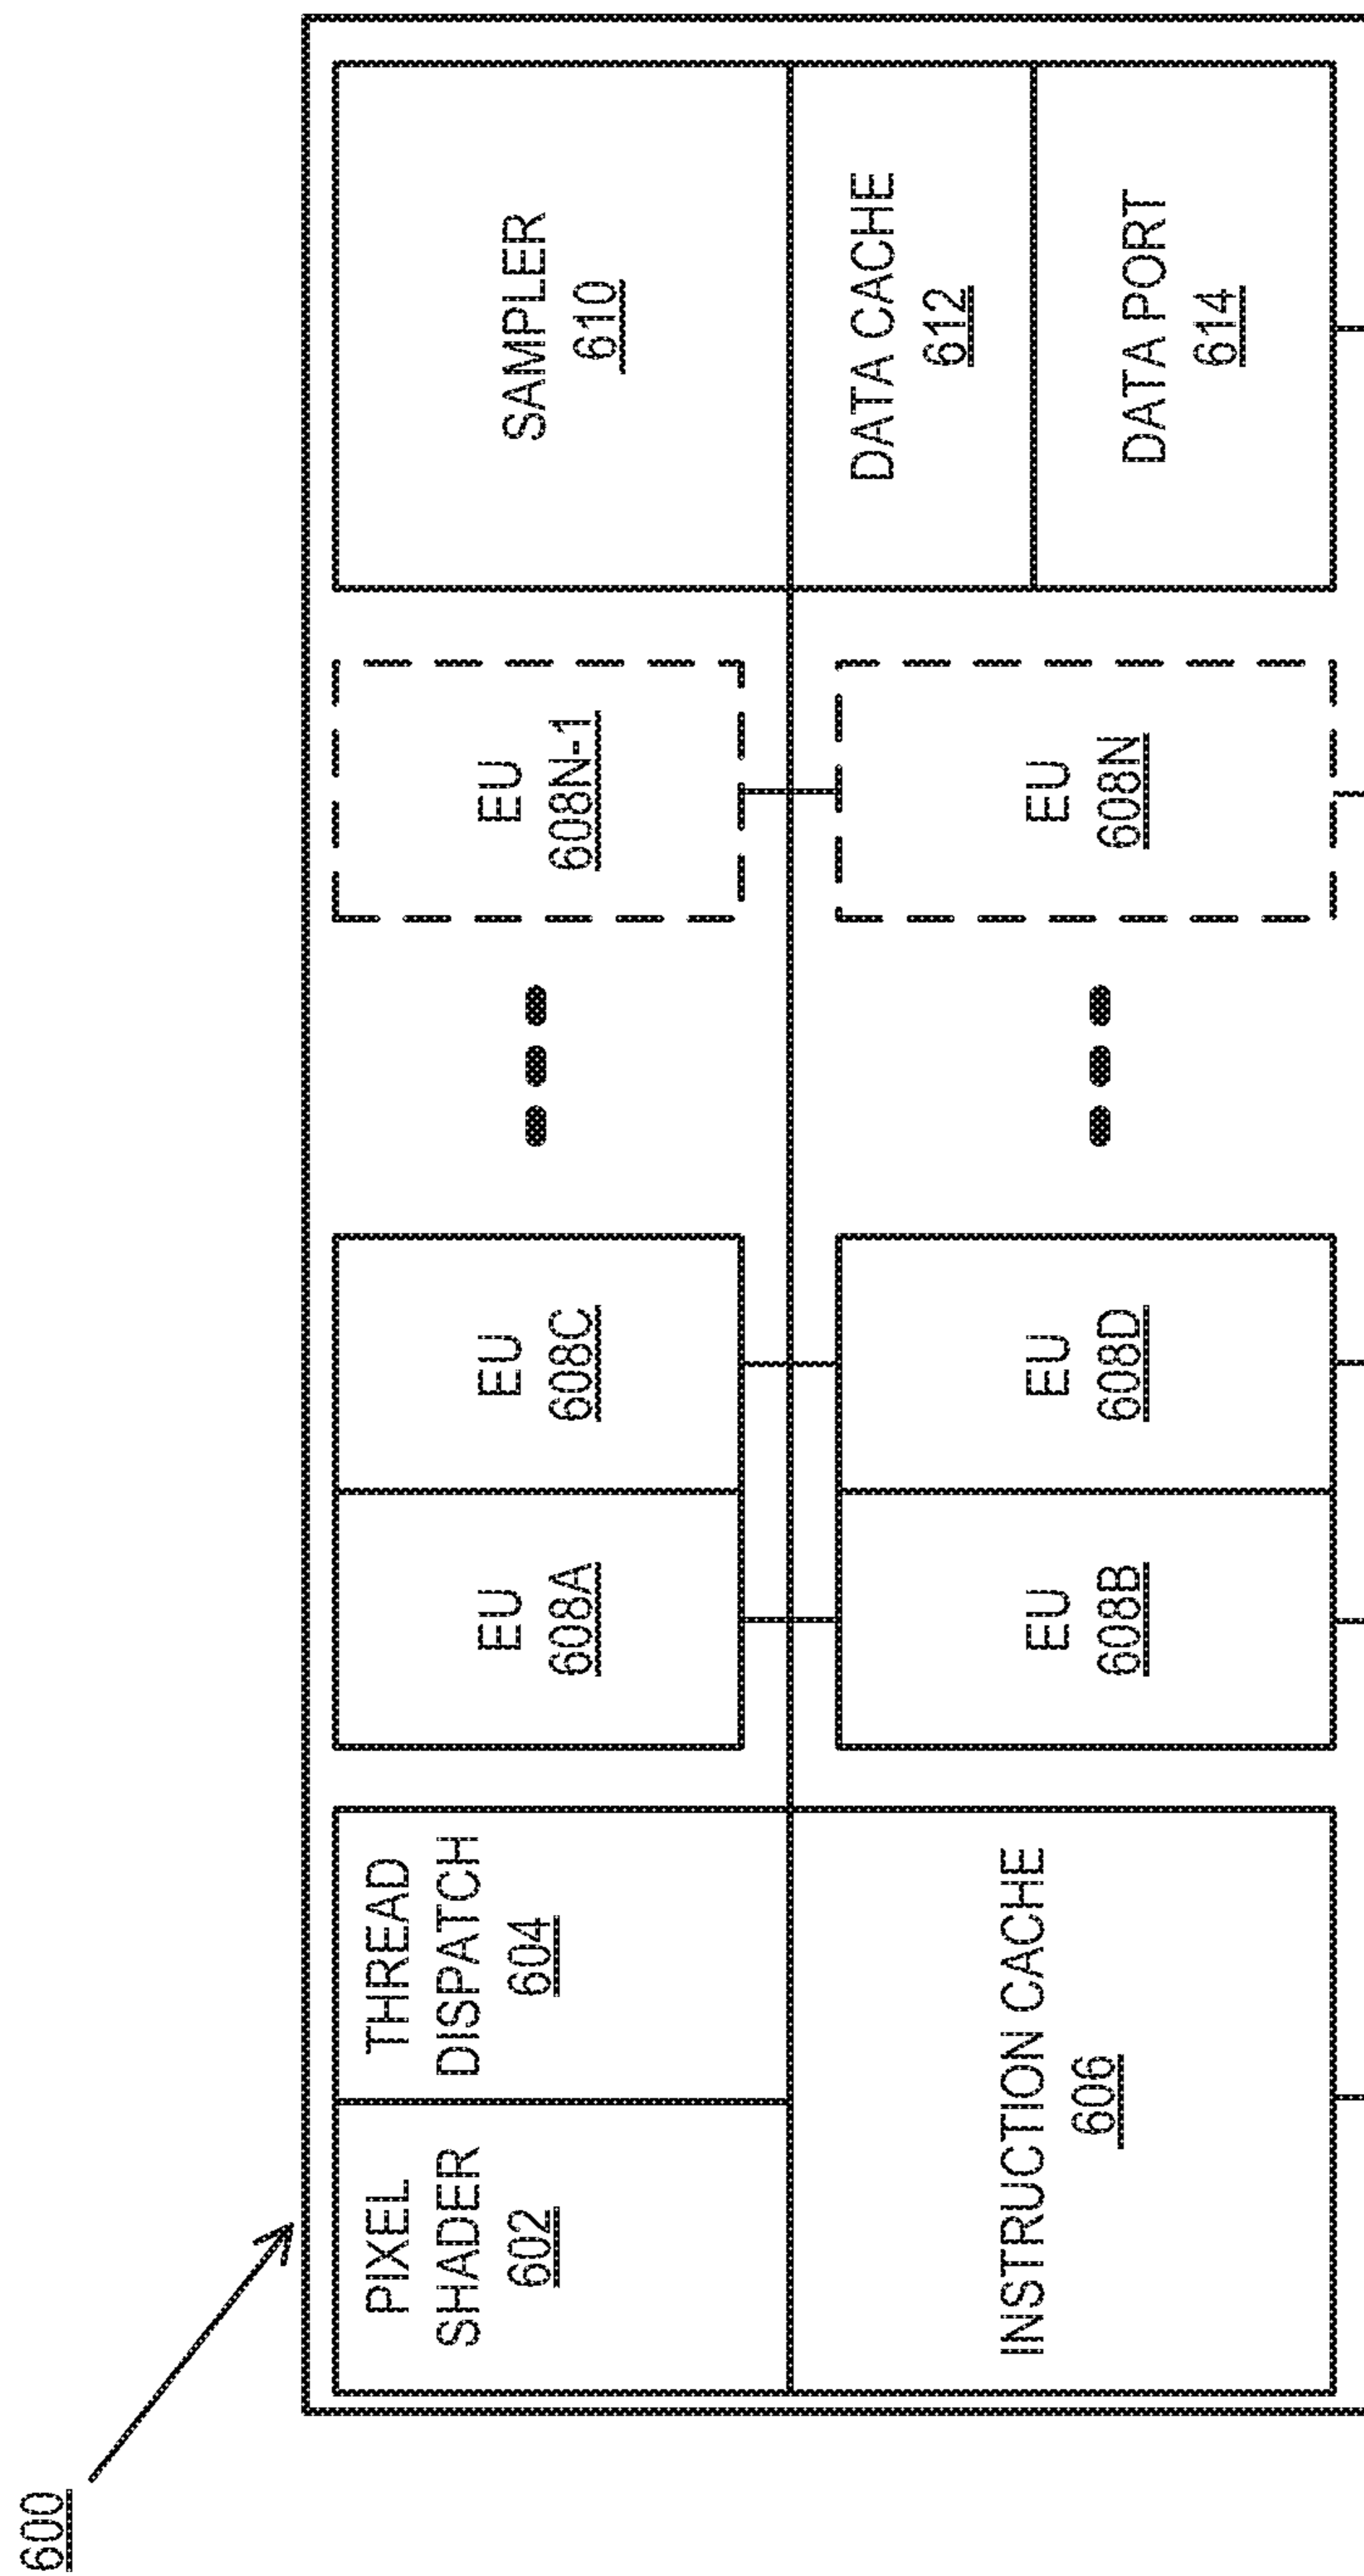 600
PIXEL
SHADER
602
THREAD
DISPATCH
604
INSTRUCTION CACHE
606
EU
608A
EU
608C
EU
608B
EU
608D
EU
608N-1
EU
608N
SAMPLER
610
DATA CACHE
612
DATA PORT
614